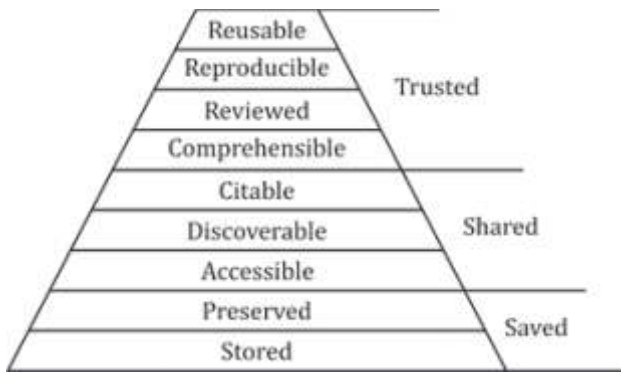 Reusable
Reproducible
Trusted
Reviewed
Comprehensible
Citable
Shared
Discoverable
Accessible
Preserved
Saved
Stored